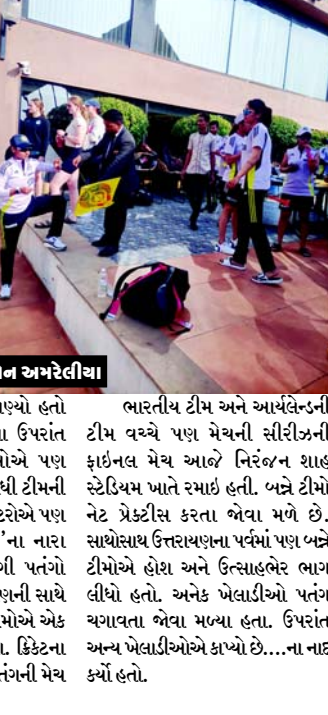 ન અમરેલીયા
ણ્યો હતો
ા ઉપરાંત
ઓએ પણ
ધી ટીમની
ટરોએ પણ
'ના નારા
ગી પતંગો
ણની સાથે
મોએ એક
ા. ક્રિકેટના
તંગની મેચ
ભારતીય ટીમ અને આર્યલેન્ડની
ટીમ વચ્ચે પણ મેચની સીરીઝની
ફાઇનલ મેચ આજે નિરંજન શાહ
સ્ટેડિયમ ખાતે રમાઇ હતી. બન્ને ટીમો
નેટ પ્રેક્ટીસ કરતા જોવા મળે છે.
સાથોસાથ ઉત્તરાયણના પર્વમાં પણ બન્ને
ટીમોએ હોશ અને ઉત્સાહભેર ભાગ
લીધો હતો. અનેક ખેલાડીઓ પતંગ
ચગાવતા જોવા મળ્યા હતા. ઉપરાંત
અન્ય ખેલાડીઓએ કાપ્યો છે....ના નાદ
કર્યો હતો.